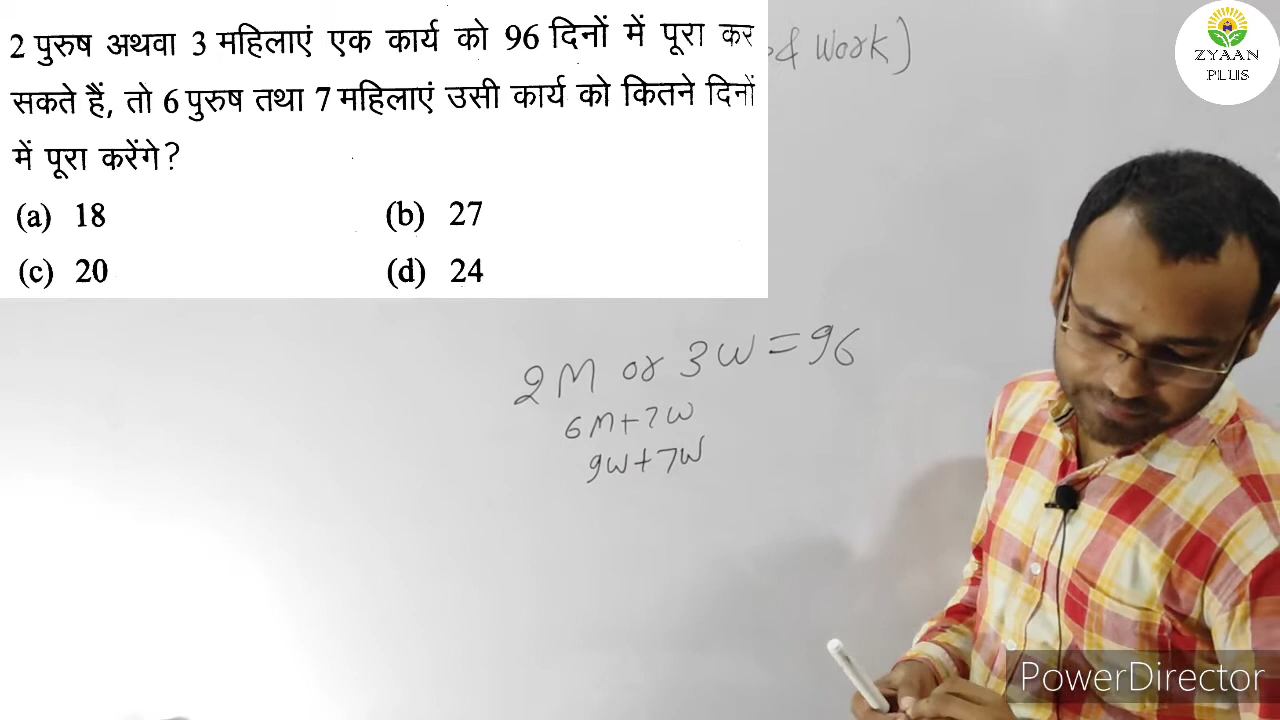 2 पुरुष अथवा 3 महिलाएं एक कार्य को 96 दिनों में पूरा कर
सकते हैं, तो 6 पुरुष तथा 7 महिलाएं उसी कार्य को कितने दिनों
में पूरा करेंगे?
(a) 18 (b) 27
(c) 20 (d) 24
& Work)
ZYAAN
PLUS
2M or 3W = 96
6M+7W
9W+7W
PowerDirector